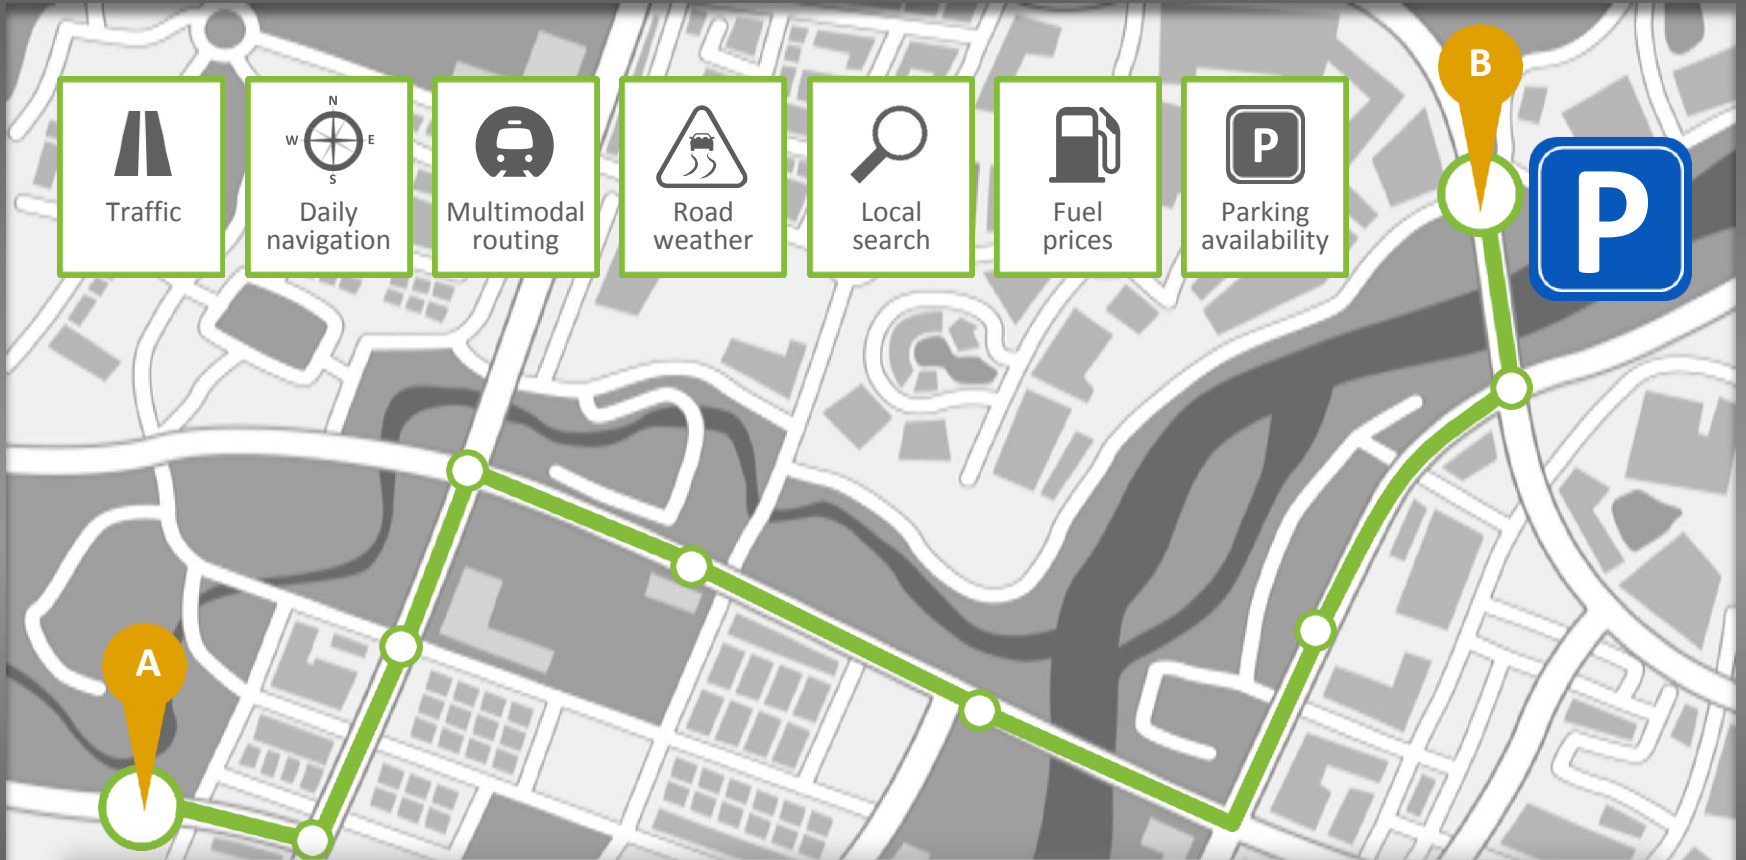 B
N
W E
S
P
P
Traffic
Daily
navigation
Multimodal
routing
Road
weather
Local
search
Fuel
prices
Parking
availability
A